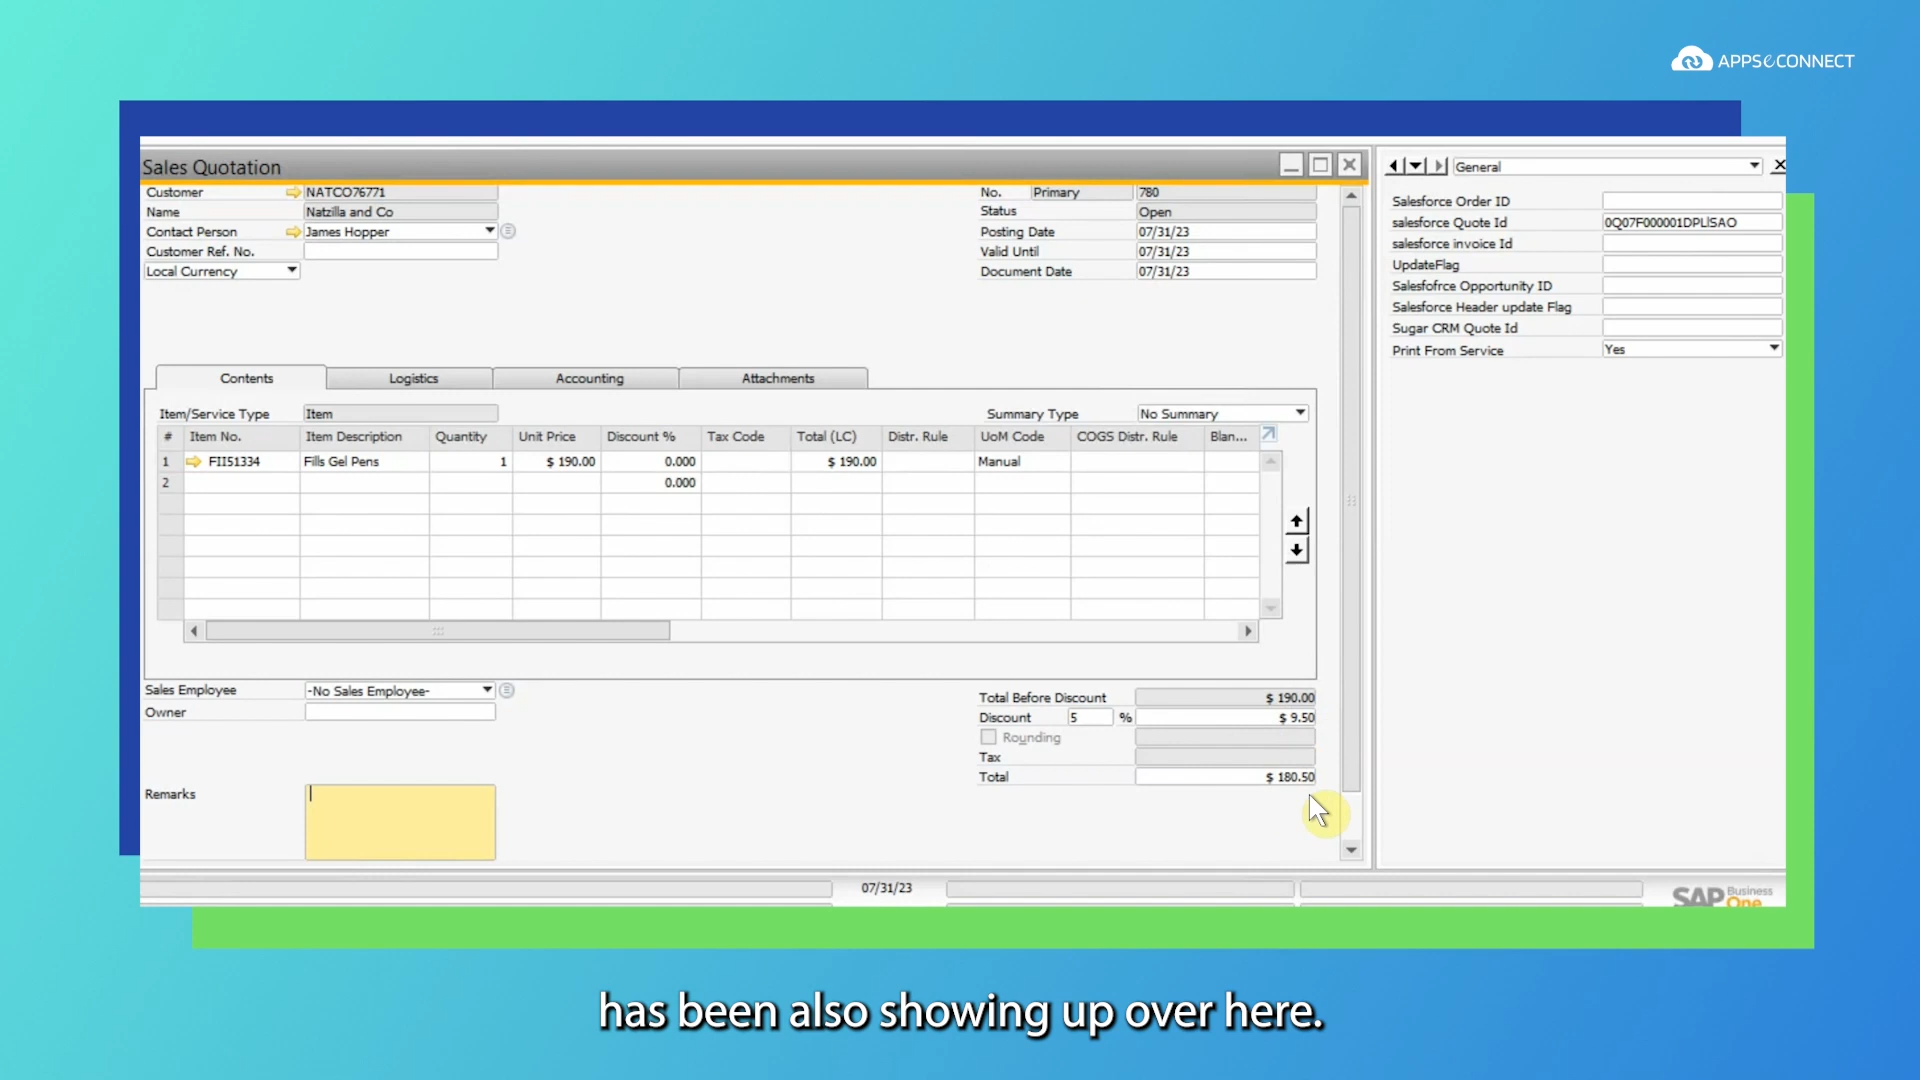 APPSeCONNECT
Sales Quotation
Customer NATCO76771
Name Natzilla and Co
Contact Person James Hopper
Customer Ref. No.
Local Currency
No. Primary 780
Status Open
Posting Date 07/31/23
Valid Until 07/31/23
Document Date 07/31/23
Contents Logistics Accounting Attachments
Item/Service Type Item Summary Type No Summary
# Item No. Item Description Quantity Unit Price Discount % Tax Code Total (LC) Distr. Rule UoM Code COGS Distr. Rule Blan...
1 FII51334 Fills Gel Pens 1 $ 190.00 0.000 $ 190.00 Manual
2 0.000
Sales Employee -No Sales Employee-
Owner
Total Before Discount $ 190.00
Discount 5 % $ 9.50
Rounding
Tax
Total $ 180.50
Remarks
General
Salesforce Order ID
salesforce Quote Id 0Q07F000001DPLlSAO
salesforce invoice Id
UpdateFlag
Salesfofrce Opportunity ID
Salesforce Header update Flag
Sugar CRM Quote Id
Print From Service Yes
07/31/23
SAP Business One
has been also showing up over here.